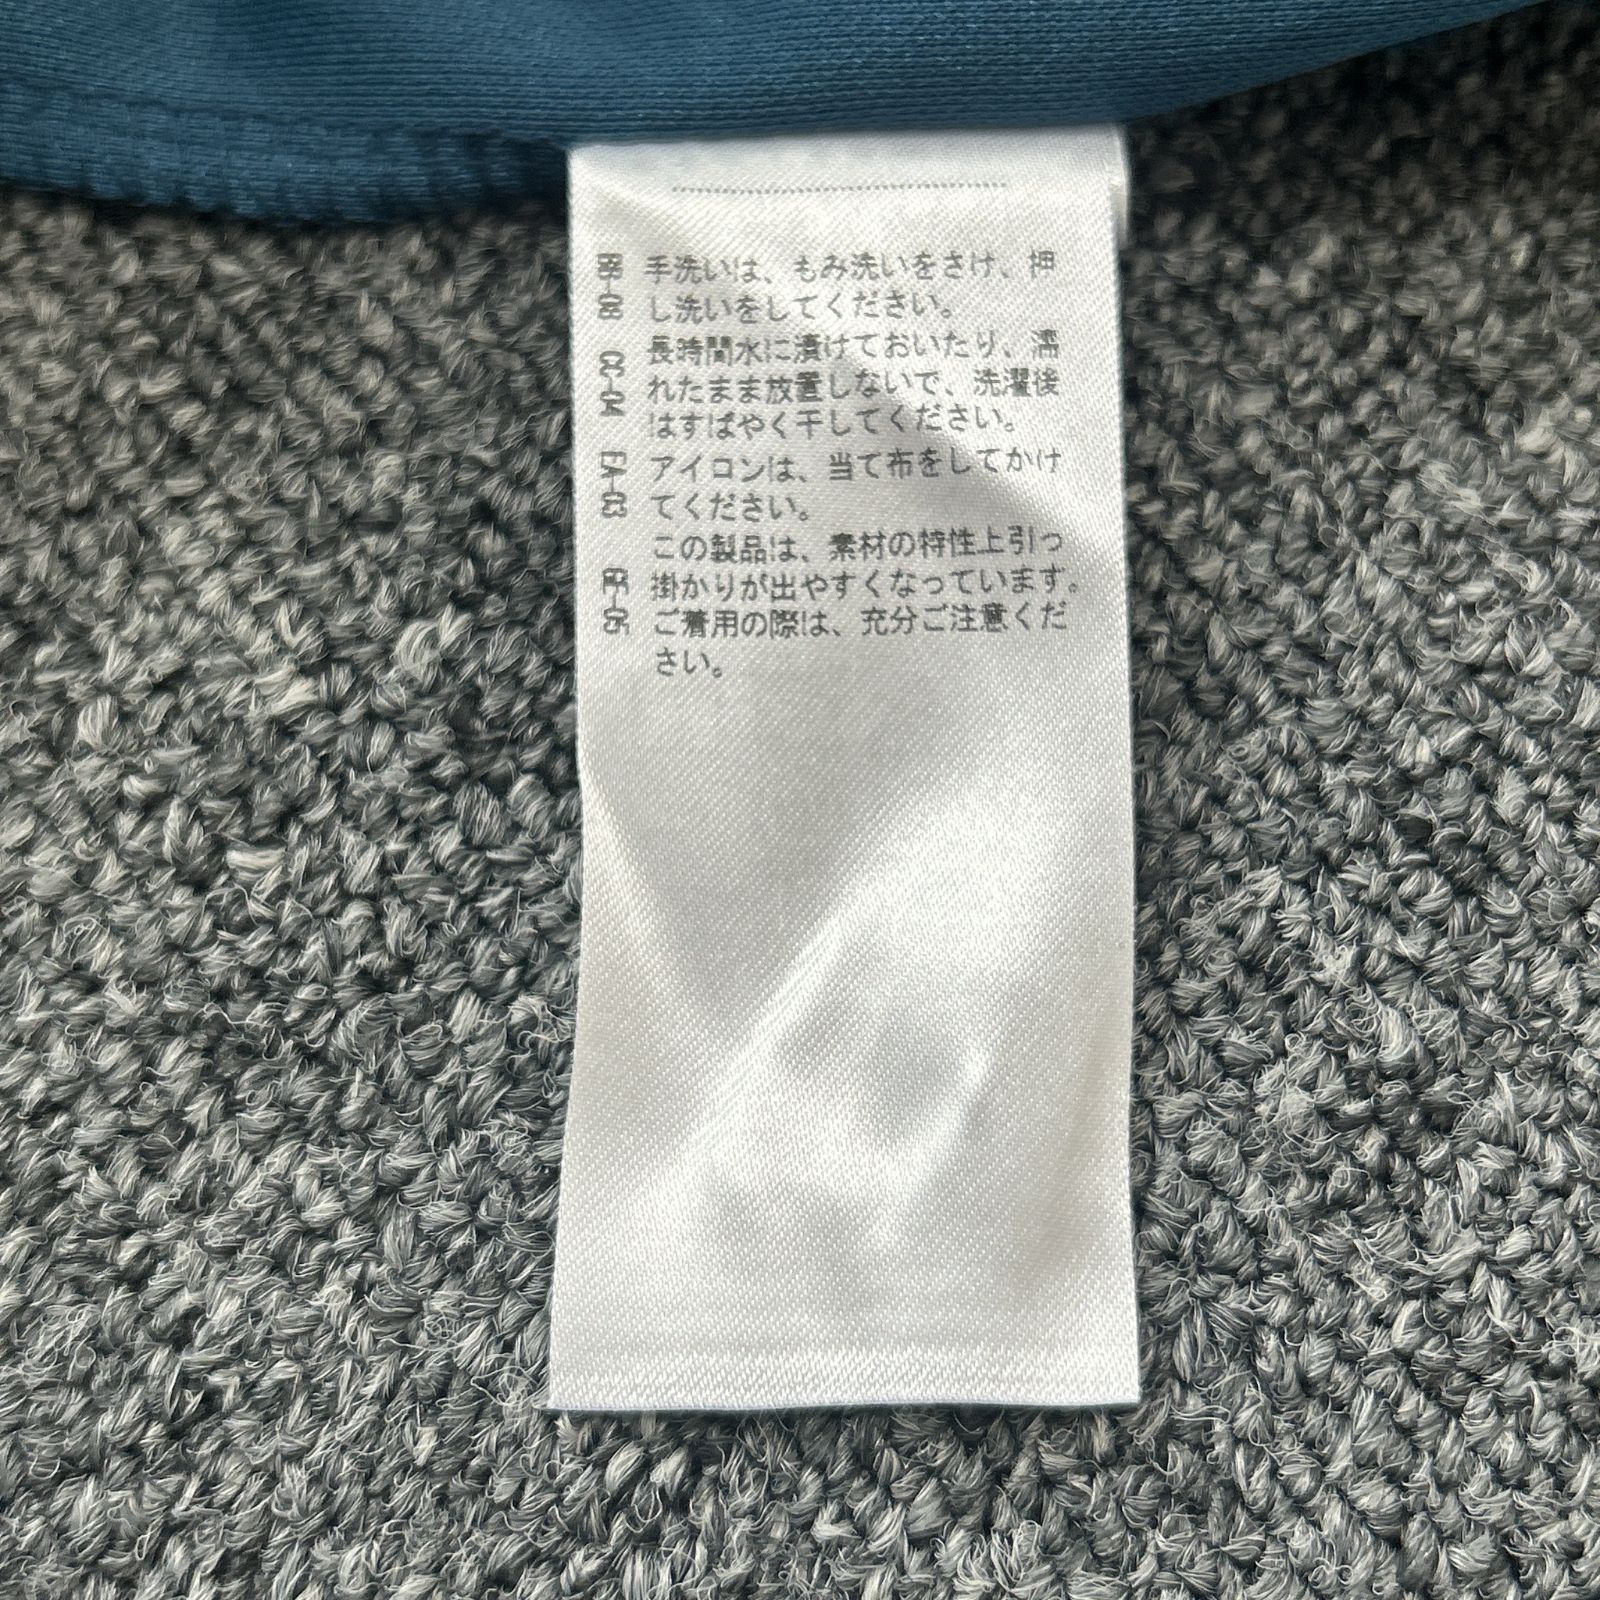 手洗いは、もみ洗いをさけ、押
し洗いをしてください。
長時間水に漬けておいたり、濡
れたまま放置しないで、洗濯後
はすばやく干してください。
アイロンは、当て布をしてかけ
てください。
この製品は、素材の特性上引っ
掛かりが出やすくなっています。
ご着用の際は、充分ご注意くだ
さい。